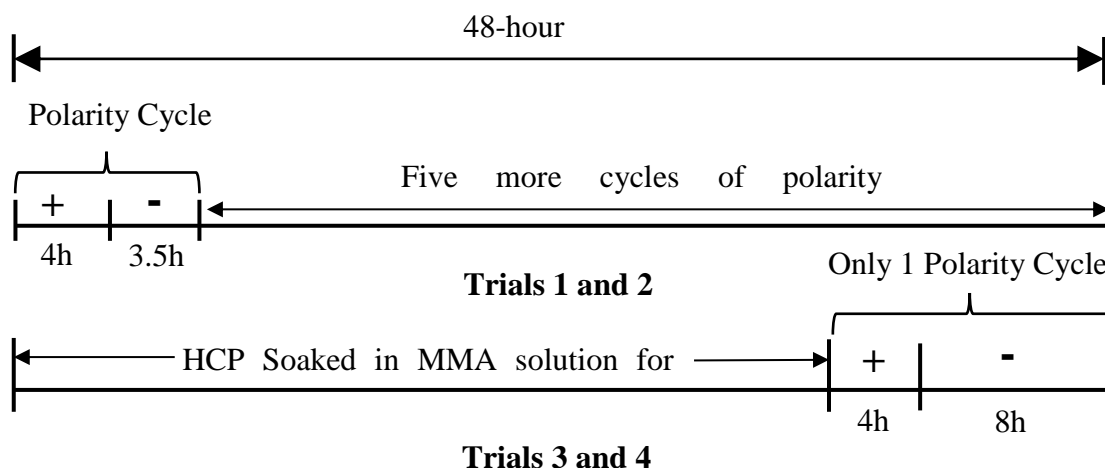 48-hour
Polarity Cycle
Five more cycles of polarity
+ -
4h 3.5h
Only 1 Polarity Cycle
Trials 1 and 2
HCP Soaked in MMA solution for
+ -
4h 8h
Trials 3 and 4